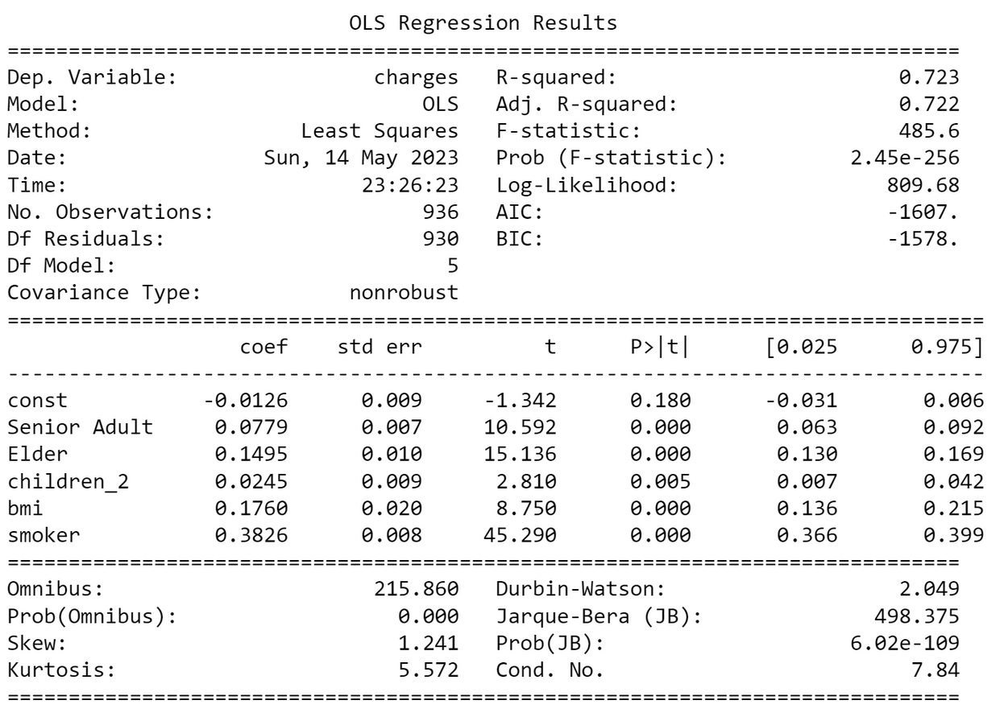 OLS Regression Results
==============================================================================
Dep. Variable:                charges   R-squared:                       0.723
Model:                            OLS   Adj. R-squared:                  0.722
Method:                 Least Squares   F-statistic:                     485.6
Date:                Sun, 14 May 2023   Prob (F-statistic):          2.45e-256
Time:                        23:26:23   Log-Likelihood:                 809.68
No. Observations:                 936   AIC:                            -1607.
Df Residuals:                     930   BIC:                            -1578.
Df Model:                           5
Covariance Type:            nonrobust
================================================================================
                   coef    std err          t      P>|t|      [0.025      0.975]
--------------------------------------------------------------------------------
const           -0.0126      0.009     -1.342      0.180      -0.031       0.006
Senior Adult     0.0779      0.007     10.592      0.000       0.063       0.092
Elder            0.1495      0.010     15.136      0.000       0.130       0.169
children_2       0.0245      0.009      2.810      0.005       0.007       0.042
bmi              0.1760      0.020      8.750      0.000       0.136       0.215
smoker           0.3826      0.008     45.290      0.000       0.366       0.399
==============================================================================
Omnibus:                      215.860   Durbin-Watson:                   2.049
Prob(Omnibus):                  0.000   Jarque-Bera (JB):              498.375
Skew:                           1.241   Prob(JB):                    6.02e-109
Kurtosis:                       5.572   Cond. No.                         7.84
==============================================================================